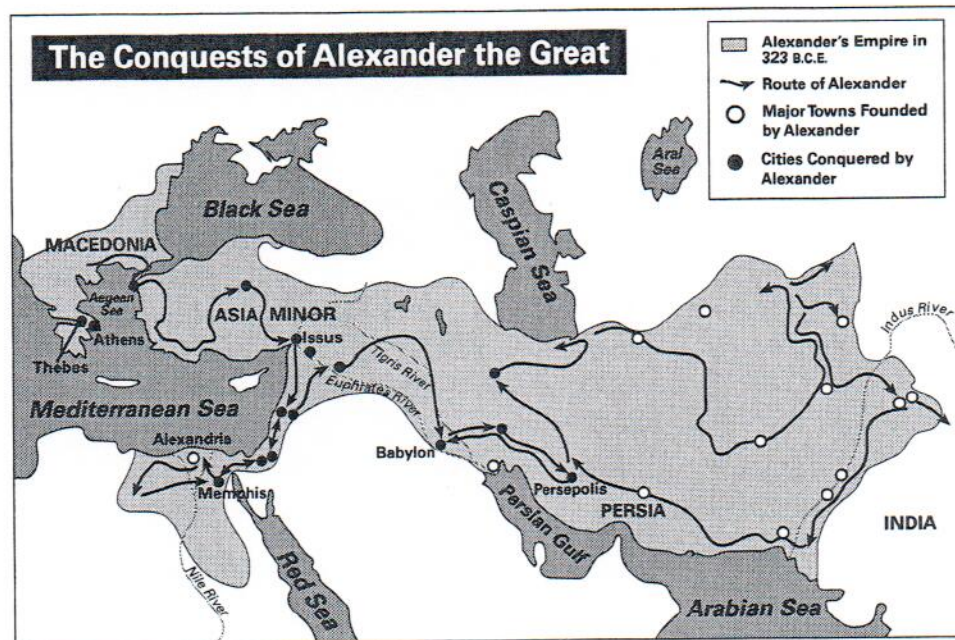 The Conquests of Alexander the Great
Alexander's Empire in
323 B.C.E.
Route of Alexander
Major Towns Founded
by Alexander
Cities Conquered by
Alexander
Aral
Sea
Black Sea
Caspian Sea
MACEDONIA
Aegean
Sea
ASIA MINOR
Issus
Athens
Thebes
Tigris River
Euphrates River
Indus River
Mediterranean Sea
Alexandria
Babylon
Memphis
Persepolis
PERSIA
Persian Gulf
INDIA
Nile River
Red Sea
Arabian Sea